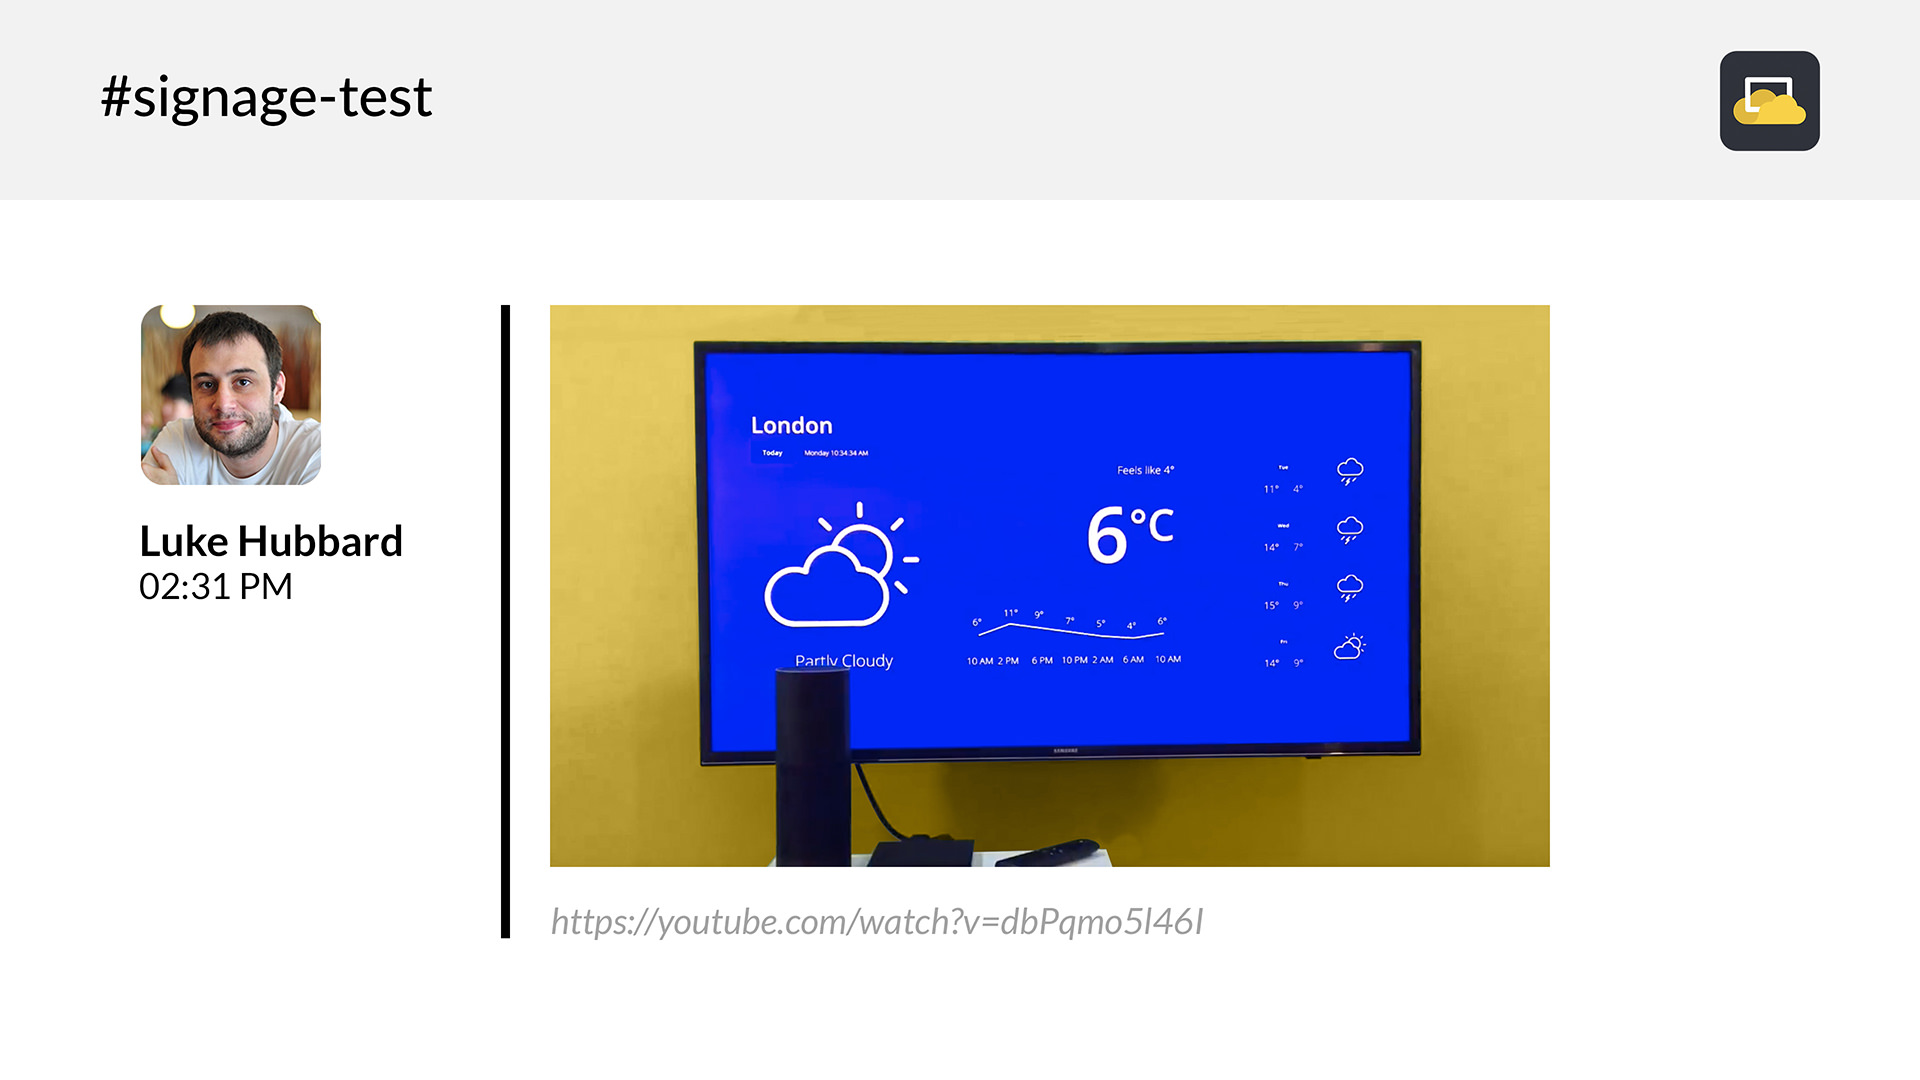 #signage-test
Luke Hubbard
02:31 PM
London
Today Monday 10:34:34 AM
Partly Cloudy
Feels like 4°
6°C
6° 11° 9° 7° 5° 4° 6°
10 AM 2 PM 6 PM 10 PM 2 AM 6 AM 10 AM
Tue
11° 4°
Wed
14° 7°
Thu
15° 9°
Fri
14° 9°
SAMSUNG
https://youtube.com/watch?v=dbPqmo5I46I